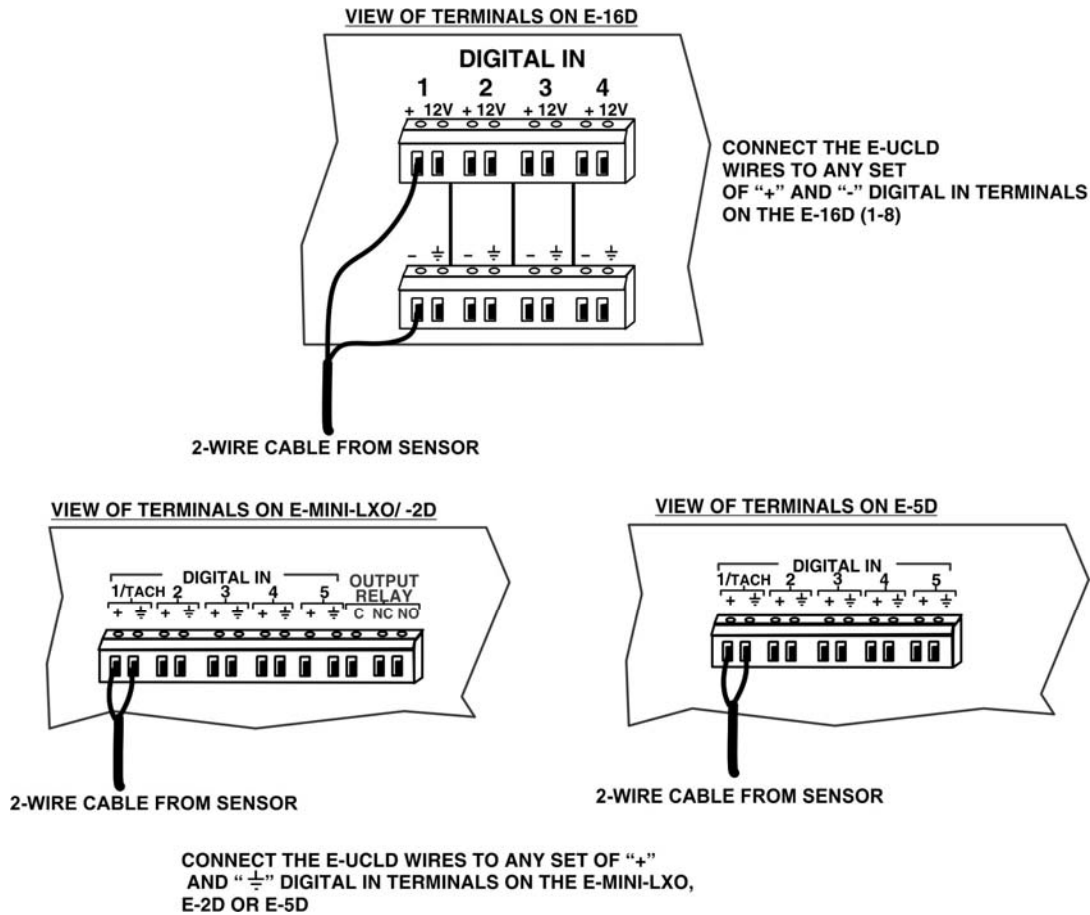 VIEW OF TERMINALS ON E-16D
DIGITAL IN
1 2 3 4
+ 12V + 12V + 12V + 12V
CONNECT THE E-UCLD
WIRES TO ANY SET
OF “+” AND “-” DIGITAL IN TERMINALS
ON THE E-16D (1-8)
– ⏚ – ⏚ – ⏚ – ⏚
2-WIRE CABLE FROM SENSOR
VIEW OF TERMINALS ON E-MINI-LXO/ -2D
DIGITAL IN
1/TACH 2 3 4 5
OUTPUT
RELAY
+ ⏚ + ⏚ + ⏚ + ⏚ + ⏚ C NC NO
2-WIRE CABLE FROM SENSOR
VIEW OF TERMINALS ON E-5D
DIGITAL IN
1/TACH 2 3 4 5
+ ⏚ + ⏚ + ⏚ + ⏚ + ⏚
2-WIRE CABLE FROM SENSOR
CONNECT THE E-UCLD WIRES TO ANY SET OF “+”
AND “ ⏚” DIGITAL IN TERMINALS ON THE E-MINI-LXO,
E-2D OR E-5D